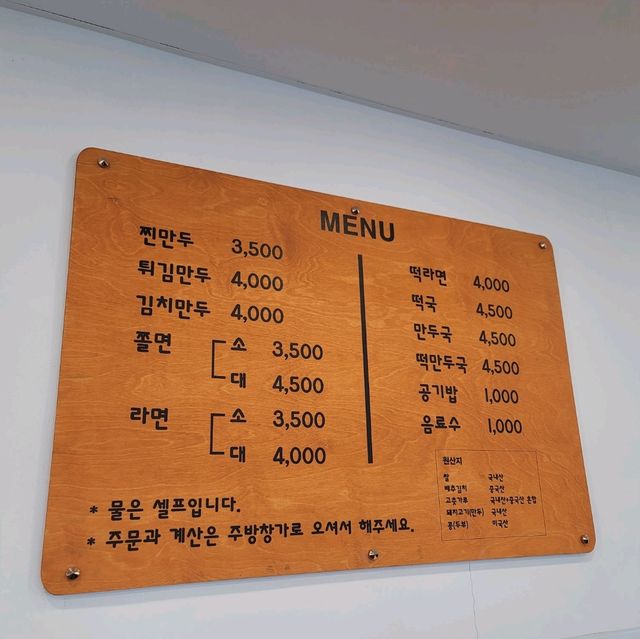 MENU
찐만두 3,500
튀김만두 4,000
김치만두 4,000
쫄면 소 3,500
대 4,500
라면 소 3,500
대 4,000
떡라면 4,000
떡국 4,500
만두국 4,500
떡만두국 4,500
공기밥 1,000
음료수 1,000
원산지
쌀 국내산
배추김치 중국산
고춧가루 국내산+중국산 혼합
돼지고기(만두) 국내산
콩(두부) 미국산
* 물은 셀프입니다.
* 주문과 계산은 주방창가로 오셔서 해주세요.